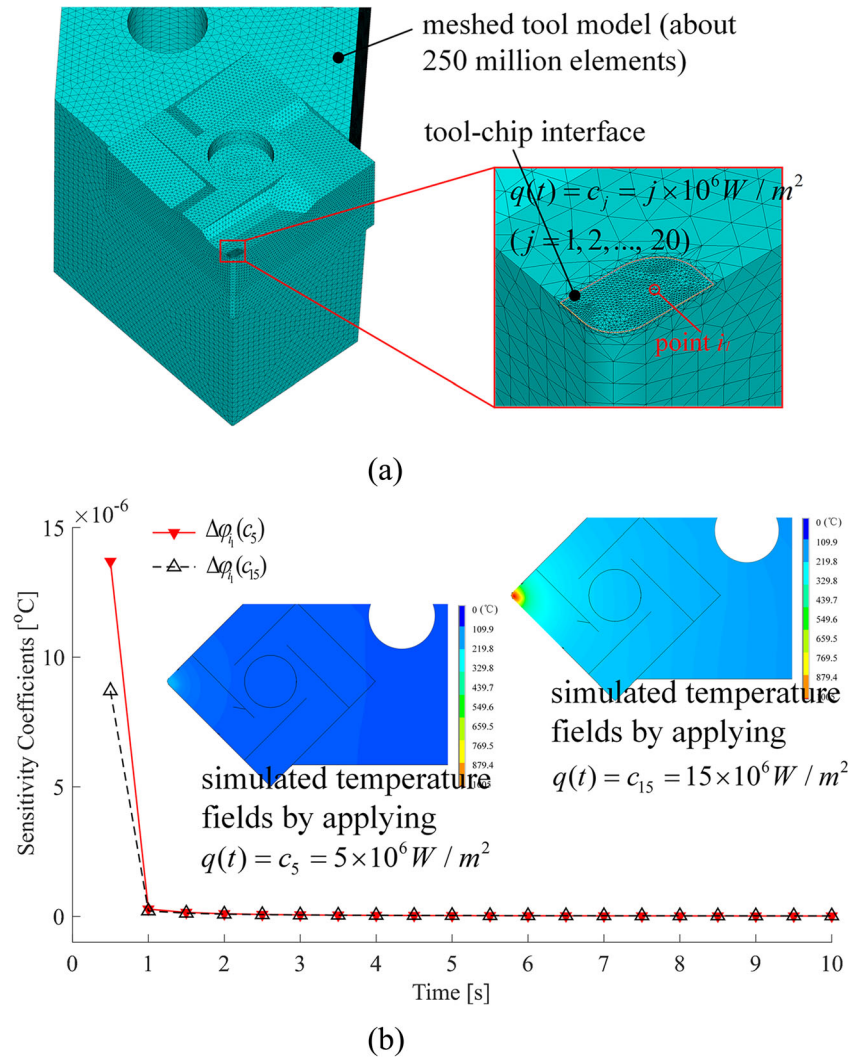 meshed tool model (about
250 million elements)
tool-chip interface
q(t) = c_j = j×10^6 W / m^2
(j = 1, 2, ..., 20)
point i_1
(a)
×10^-6
15
10
5
0
Sensitivity Coefficients [°C]
Δφ_{i_1}(c_5)
Δφ_{i_1}(c_15)
0 (℃)
109.9
219.8
329.8
439.7
549.6
659.5
769.5
879.4
simulated temperature
fields by applying
q(t) = c_5 = 5×10^6 W / m^2
0 (℃)
109.9
219.8
329.8
439.7
549.6
659.5
769.5
879.4
simulated temperature
fields by applying
q(t) = c_15 = 15×10^6 W / m^2
0 1 2 3 4 5 6 7 8 9 10
Time [s]
(b)